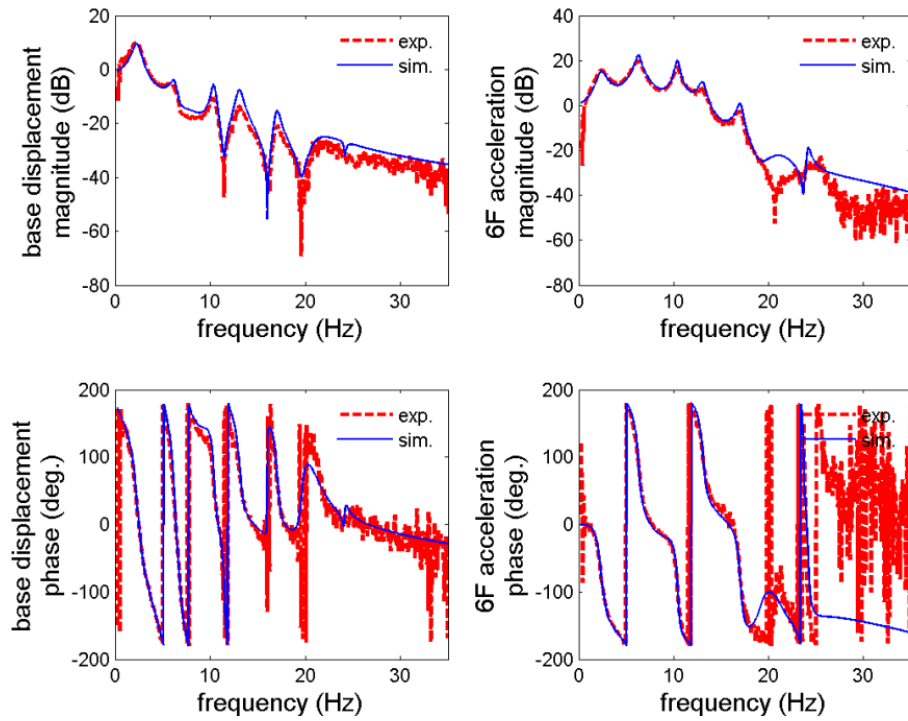 base displacement
magnitude (dB)
20
0
-20
-40
-60
-80
0
10
20
30
frequency (Hz)
exp.
sim.
6F acceleration
magnitude (dB)
40
20
0
-20
-40
-60
-80
0
10
20
30
frequency (Hz)
exp.
sim.
base displacement
phase (deg.)
200
100
0
-100
-200
0
10
20
30
frequency (Hz)
exp.
sim.
6F acceleration
phase (deg.)
200
100
0
-100
-200
0
10
20
30
frequency (Hz)
exp.
sim.